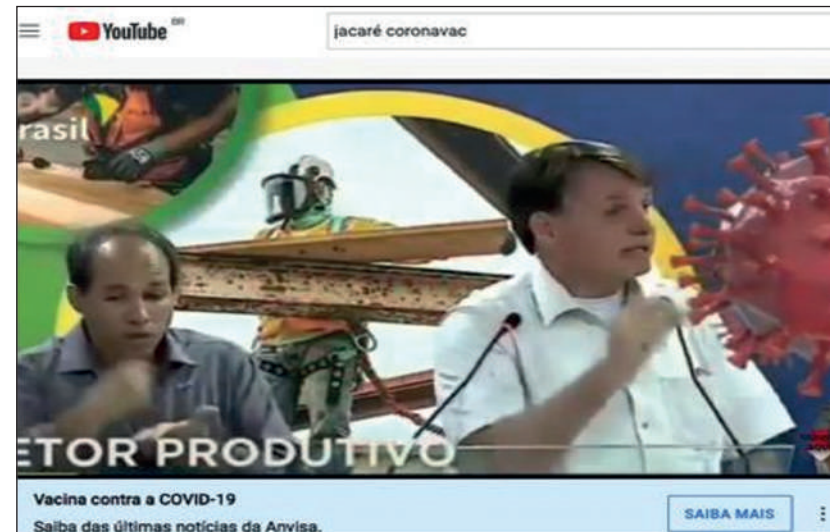 YouTube BR
jacaré coronavac
rasil
ETOR PRODUTIVO
Vacina contra a COVID-19
Saiba das últimas notícias da Anvisa.
SAIBA MAIS